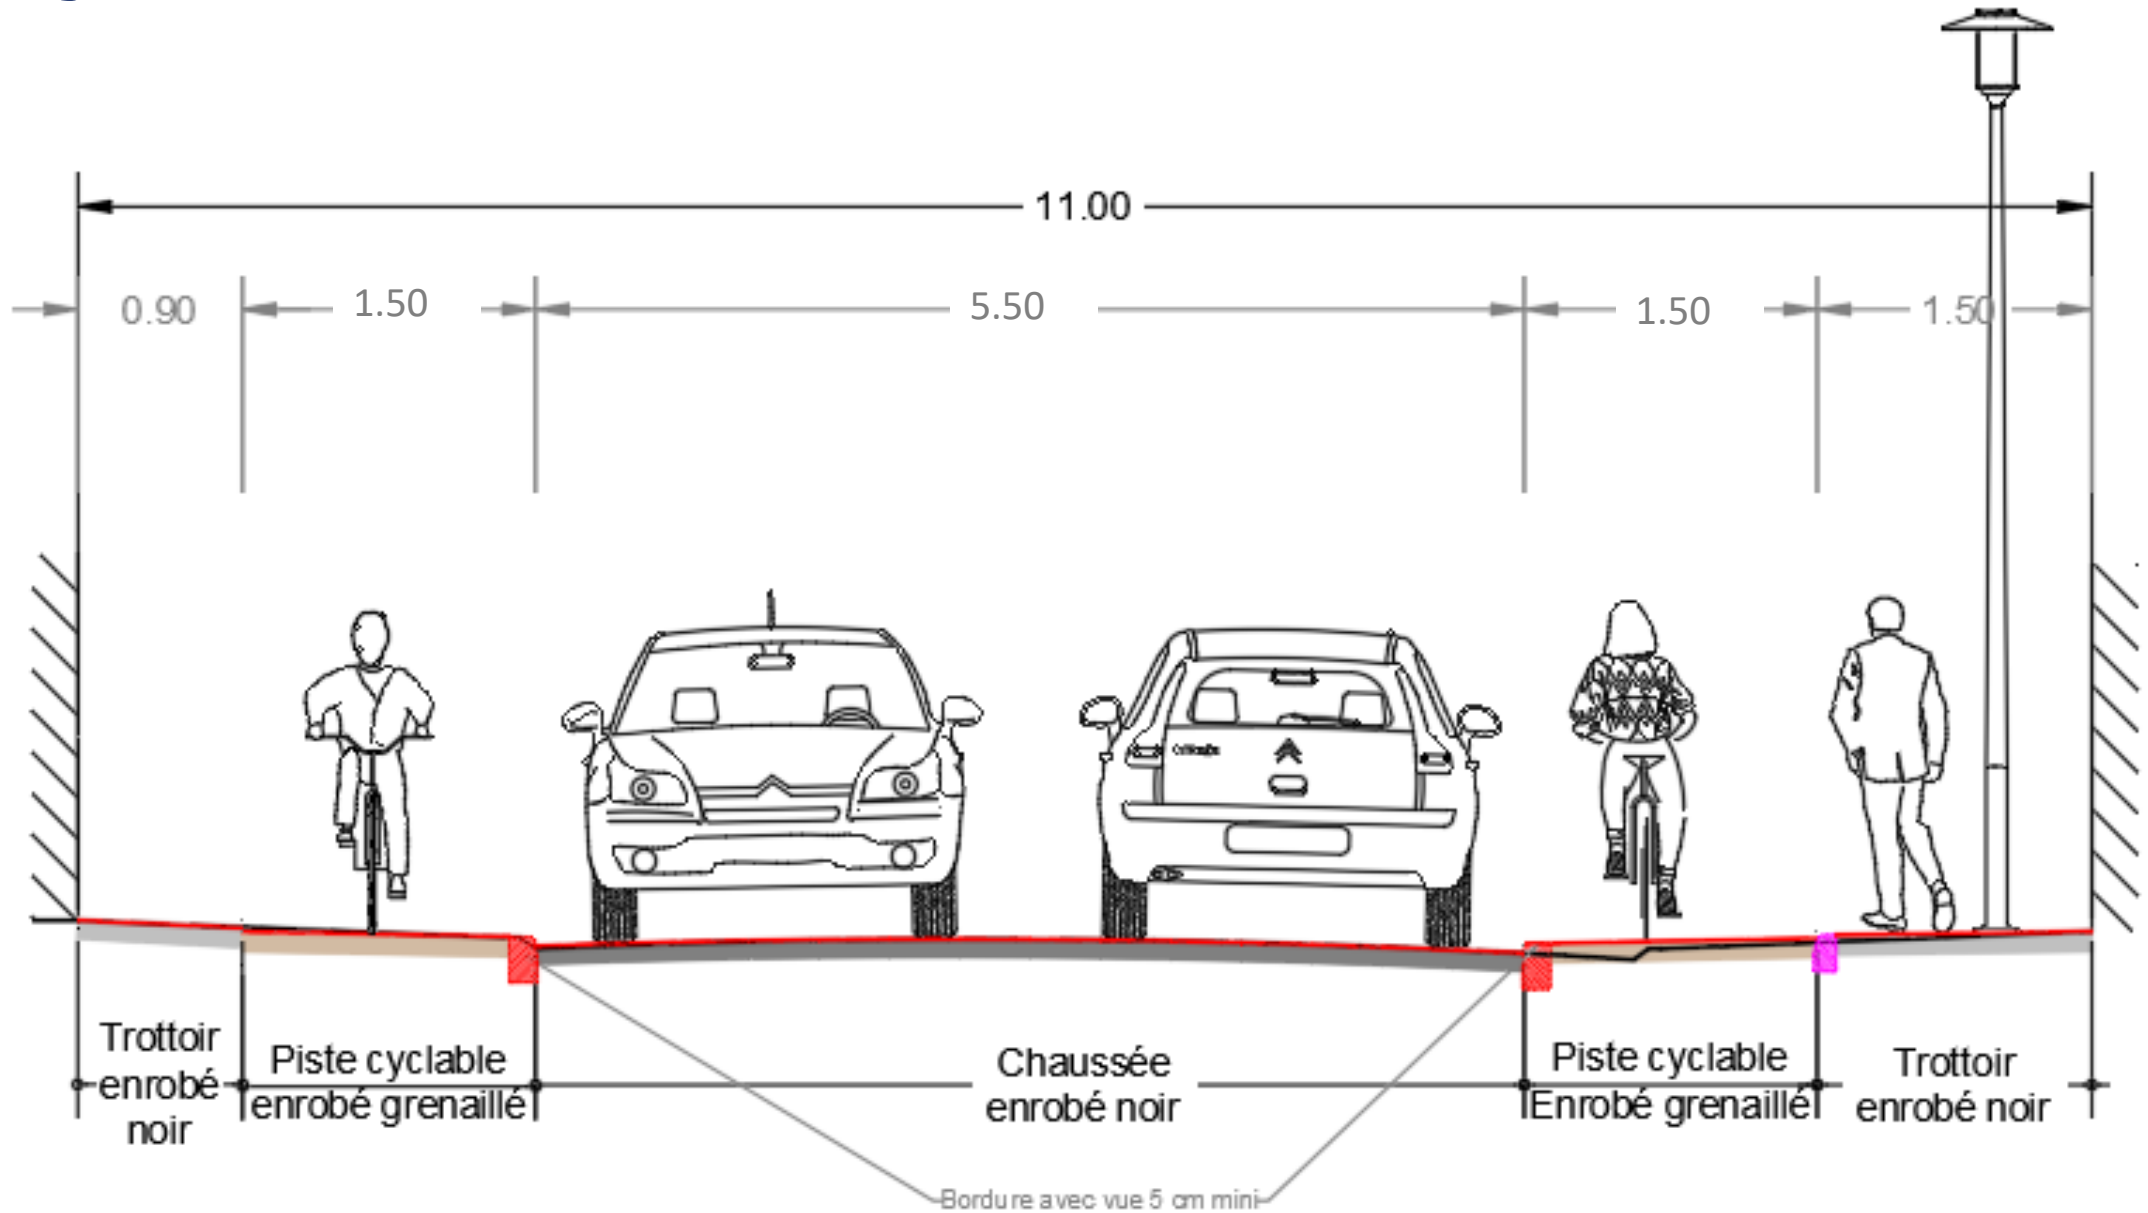 11.00
0.90
1.50
5.50
1.50
1.50
Trottoir
enrobé
noir
Piste cyclable
enrobé grenaillé
Chaussée
enrobé noir
Piste cyclable
Enrobé grenaillé
Trottoir
enrobé noir
Bordure avec vue 5 cm mini